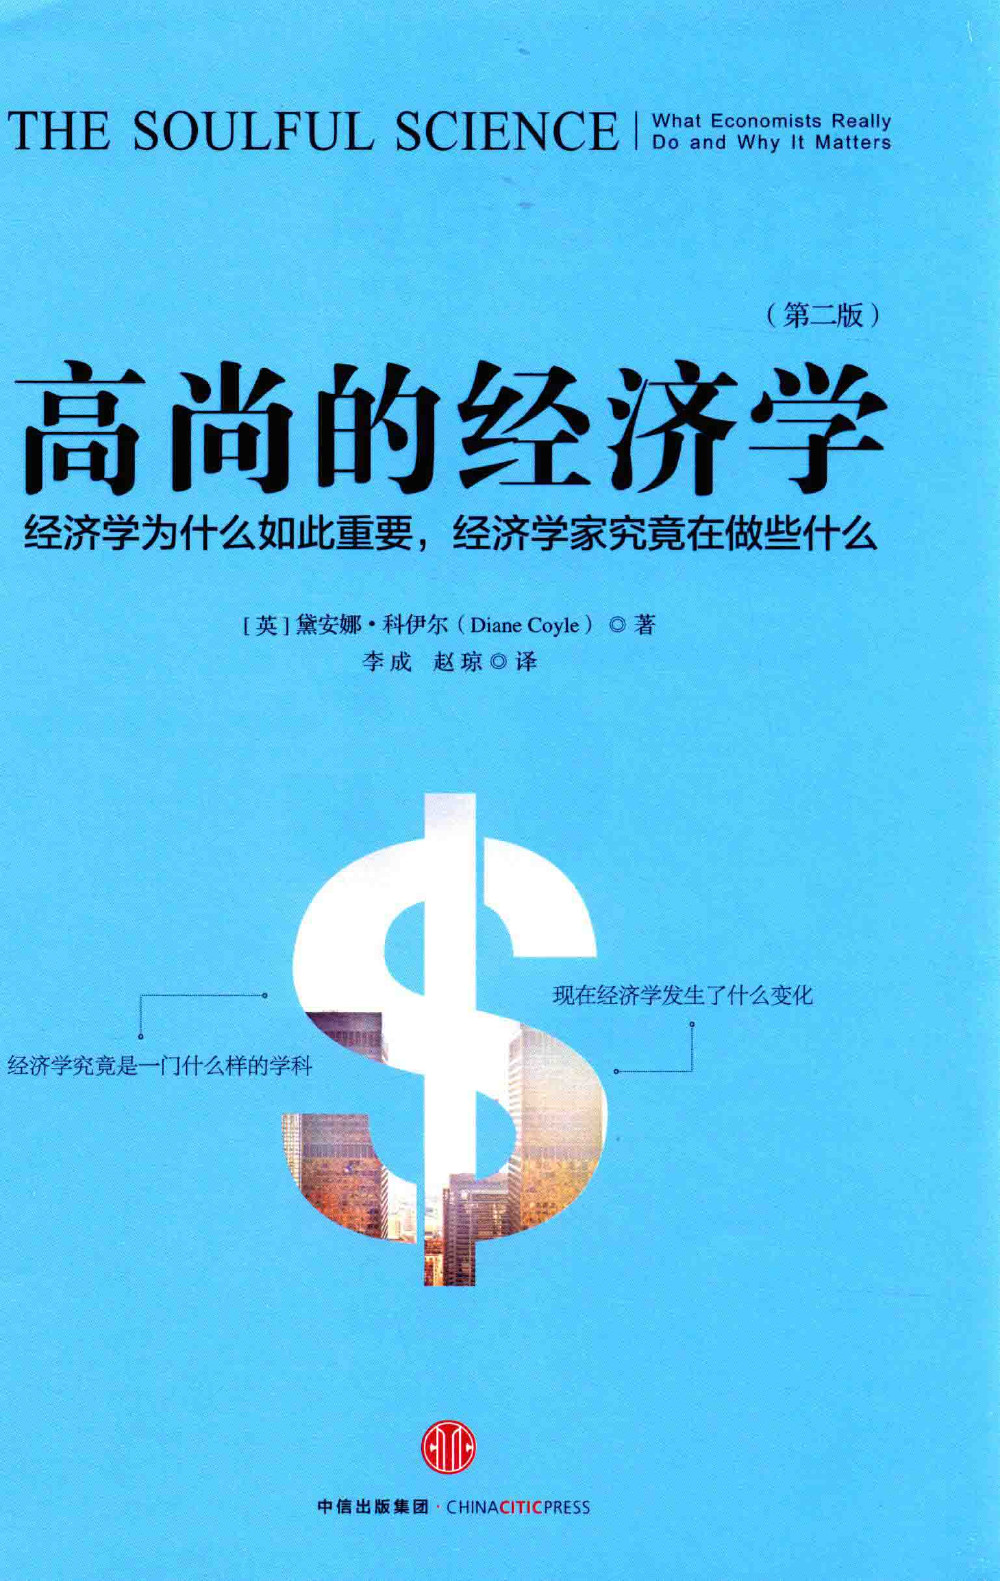 THE SOULFUL SCIENCE
What Economists Really
Do and Why It Matters
（第二版）
高尚的经济学
经济学为什么如此重要，经济学家究竟在做些什么
[英]黛安娜·科伊尔（Diane Coyle）◎著
李成 赵琼◎译
现在经济学发生了什么变化
经济学究竟是一门什么样的学科
中信出版集团·CHINACITICPRESS